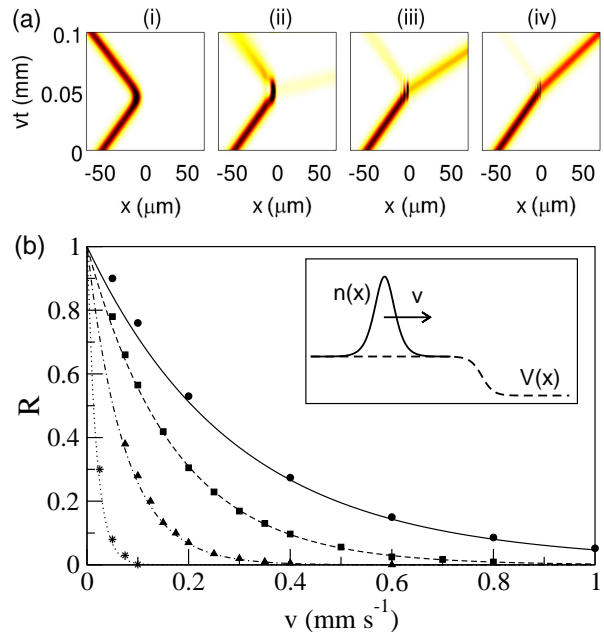 (a) (i) (ii) (iii) (iv)
vt (mm)
0.1
0.05
0
-50 0 50 -50 0 50 -50 0 50 -50 0 50
x (μm) x (μm) x (μm) x (μm)
(b)
R
1
0.8
0.6
0.4
0.2
0
n(x) v
V(x)
0 0.2 0.4 0.6 0.8 1
v (mm s⁻¹)